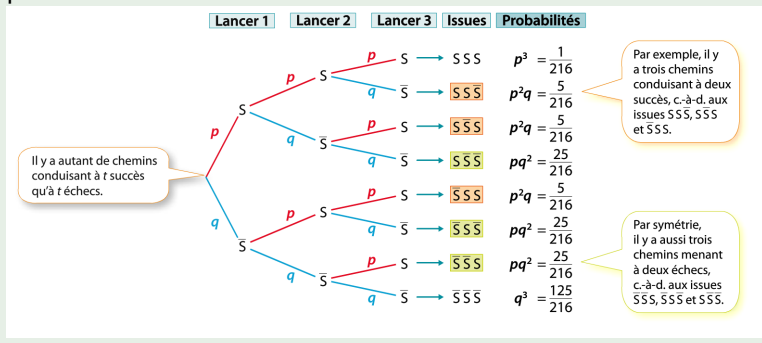 Lancer 1 Lancer 2 Lancer 3 Issues Probabilités
p S → S S S p³ = 1/216
p S
q S̅ → S S S̅ p²q = 5/216
p S
p S → S S̅ S p²q = 5/216
q S̅
q S̅ → S S̅ S̅ pq² = 25/216
p S → S̅ S S p²q = 5/216
p S
q S̅ → S̅ S S̅ pq² = 25/216
q S̅
p S → S̅ S̅ S pq² = 25/216
q S̅
q S̅ → S̅ S̅ S̅ q³ = 125/216
Il y a autant de chemins
conduisant à t succès
qu'à t échecs.
Par exemple, il y
a trois chemins
conduisant à deux
succès, c.-à-d. aux
issues S S S̅, S S̅ S
et S̅ S S.
Par symétrie,
il y a aussi trois
chemins menant
à deux échecs,
c.-à-d. aux issues
S̅ S̅ S, S̅ S S̅ et S S̅ S̅.